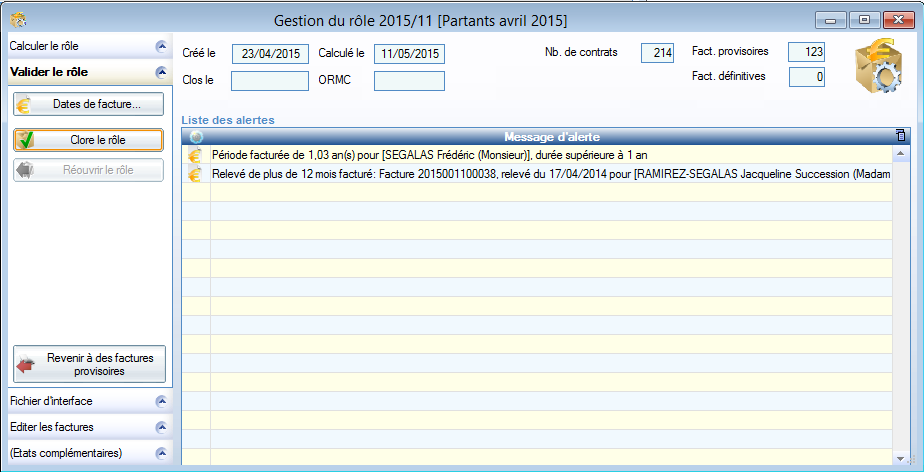 Gestion du rôle 2015/11 [Partants avril 2015]
Calculer le rôle
Valider le rôle
Dates de facture...
Clore le rôle
Réouvrir le rôle
Revenir à des factures
provisoires
Fichier d'interface
Editer les factures
(Etats complémentaires)
Créé le 23/04/2015 Calculé le 11/05/2015 Nb. de contrats 214 Fact. provisoires 123
Clos le ORMC Fact. définitives 0
Liste des alertes
Message d'alerte
Période facturée de 1,03 an(s) pour [SEGALAS Frédéric (Monsieur)], durée supérieure à 1 an
Relevé de plus de 12 mois facturé: Facture 2015001100038, relevé du 17/04/2014 pour [RAMIREZ-SEGALAS Jacqueline Succession (Madam